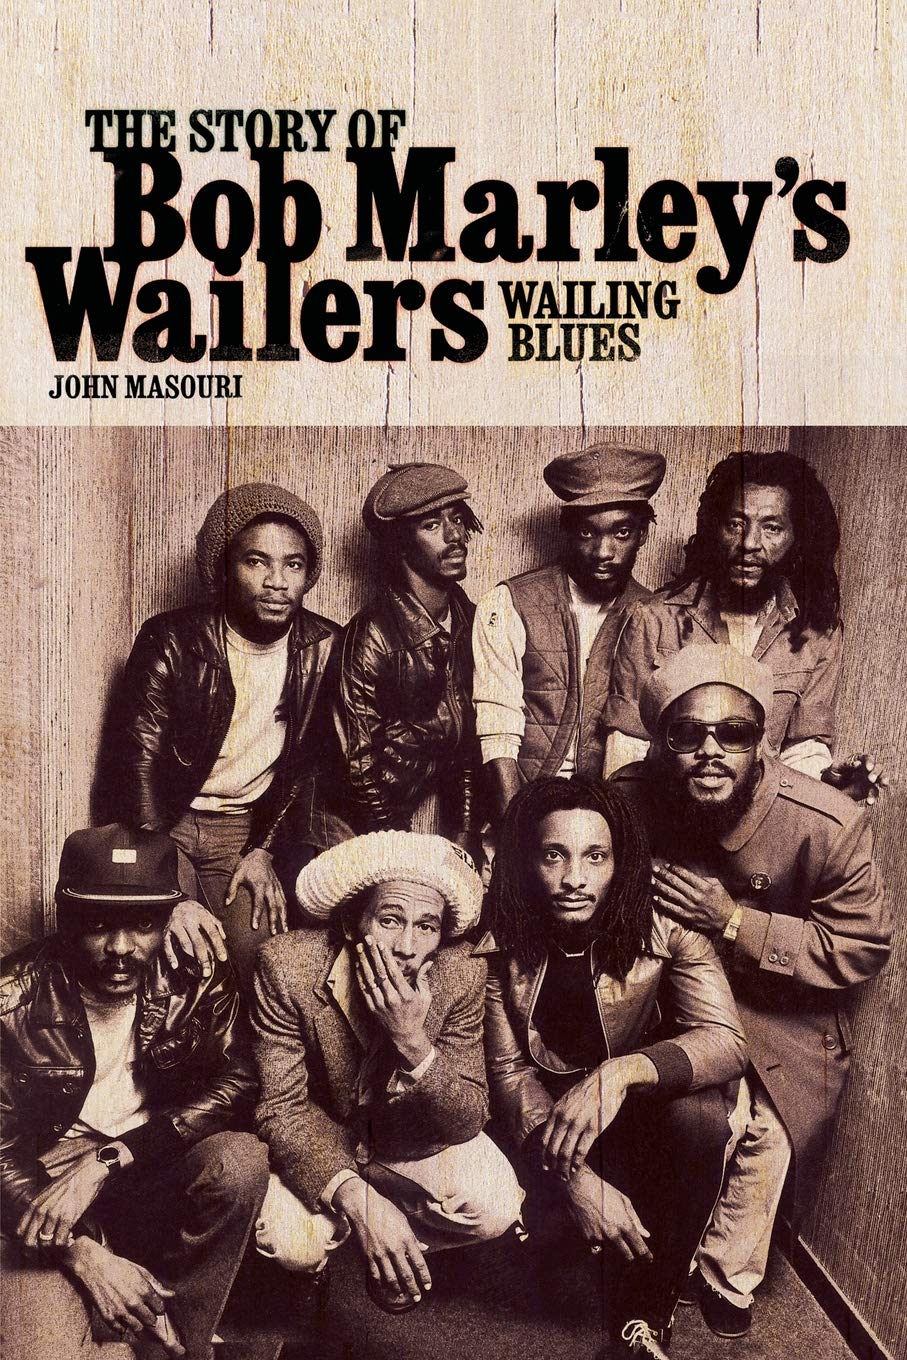 THE STORY OF
Bob Marley's
Wailers WAILING
BLUES
JOHN MASOURI